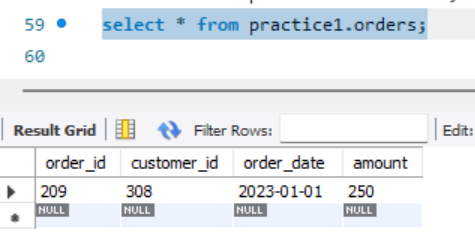 59 select * from practice1.orders;
60
Result Grid Filter Rows: Edit:
order_id customer_id order_date amount
209 308 2023-01-01 250
NULL NULL NULL NULL